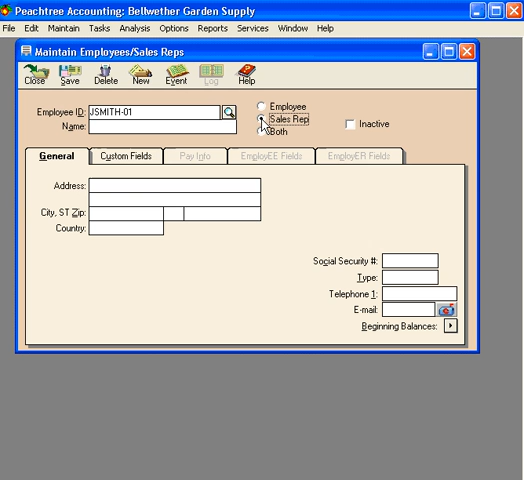 Peachtree Accounting: Bellwether Garden Supply
File Edit Maintain Tasks Analysis Options Reports Services Window Help
Maintain Employees/Sales Reps
Close Save Delete New Event Log Help
Employee ID: JSMITH-01
Name:
Employee
Sales Rep
Both
Inactive
General Custom Fields Pay Info EmployEE Fields EmployER Fields
Address:
City, ST Zip:
Country:
Social Security #:
Type:
Telephone 1:
E-mail:
Beginning Balances: